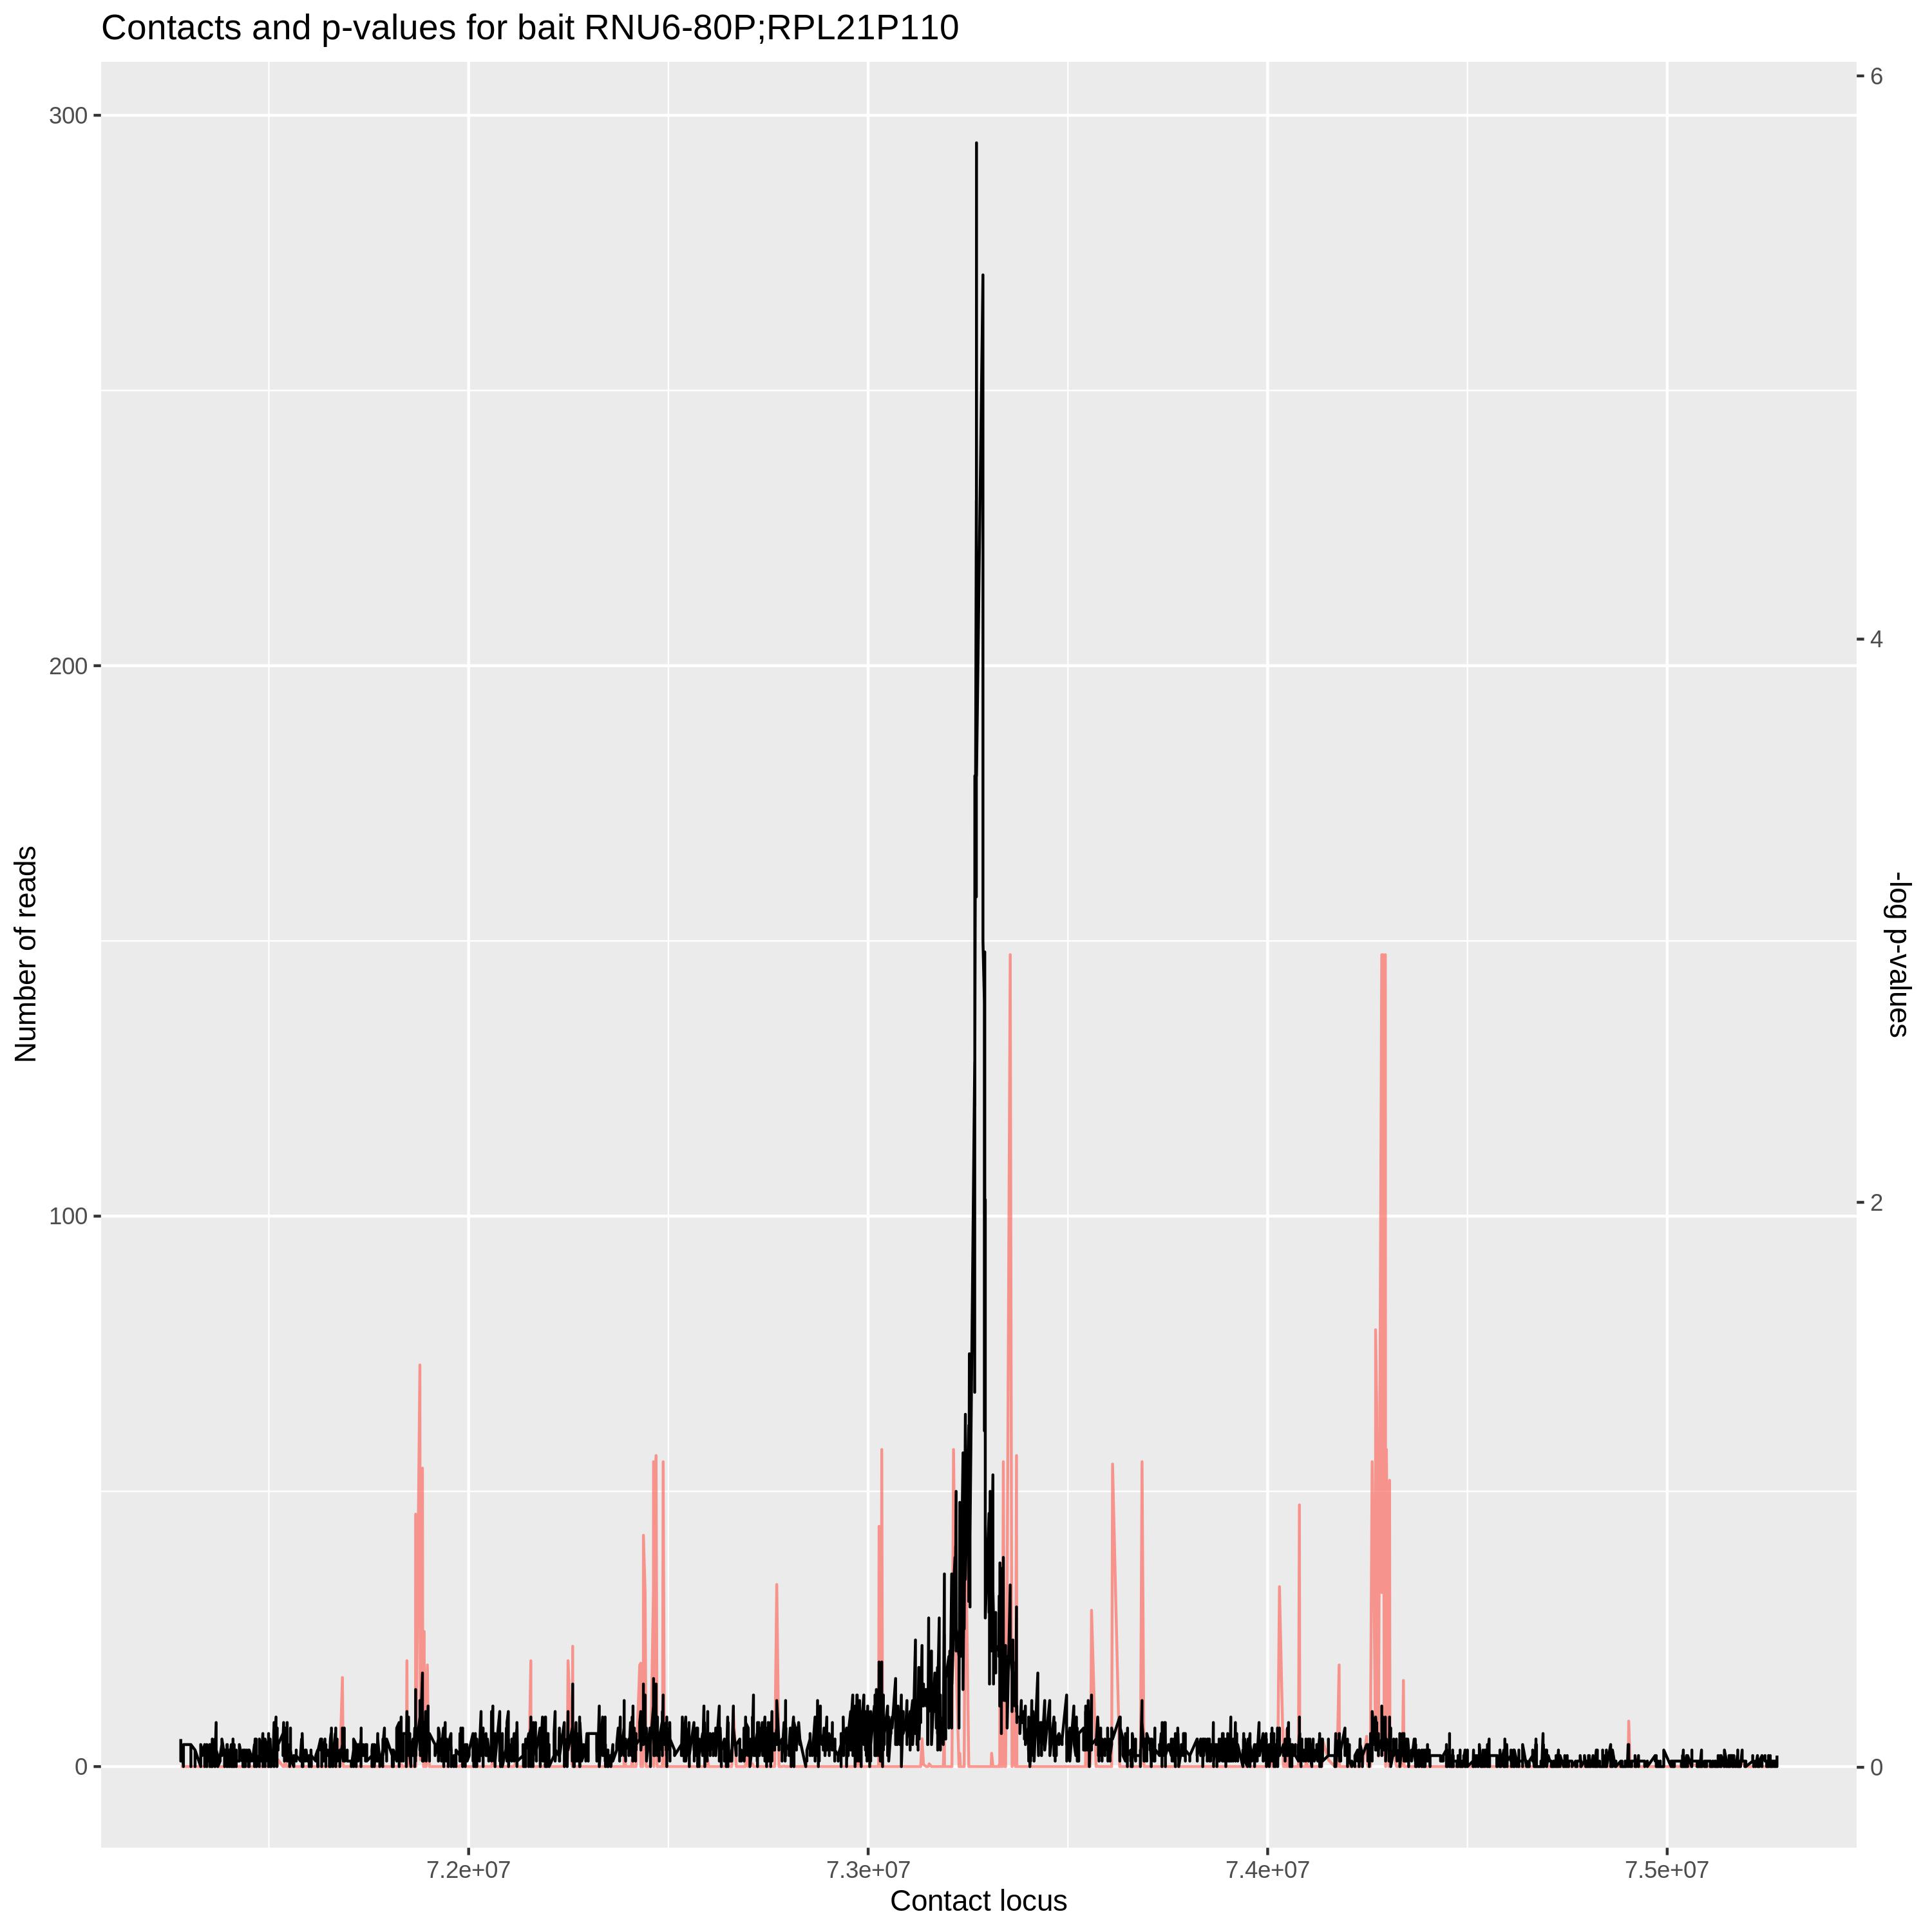 Contacts and p-values for bait RNU6-80P;RPL21P110
300
200
100
0
Number of reads
6
4
2
0
-log p-values
7.2e+07
7.3e+07
7.4e+07
7.5e+07
Contact locus